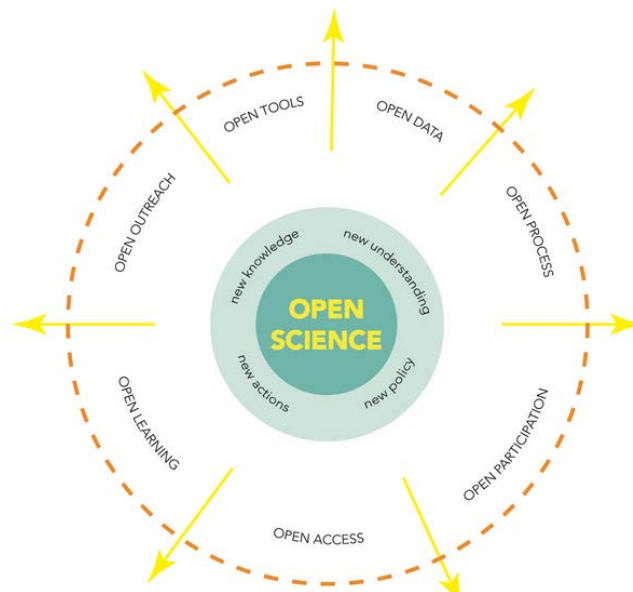 OPEN TOOLS
OPEN DATA
OPEN OUTREACH
OPEN PROCESS
new knowledge
new understanding
OPEN
SCIENCE
new actions
new policy
OPEN LEARNING
OPEN PARTICIPATION
OPEN ACCESS